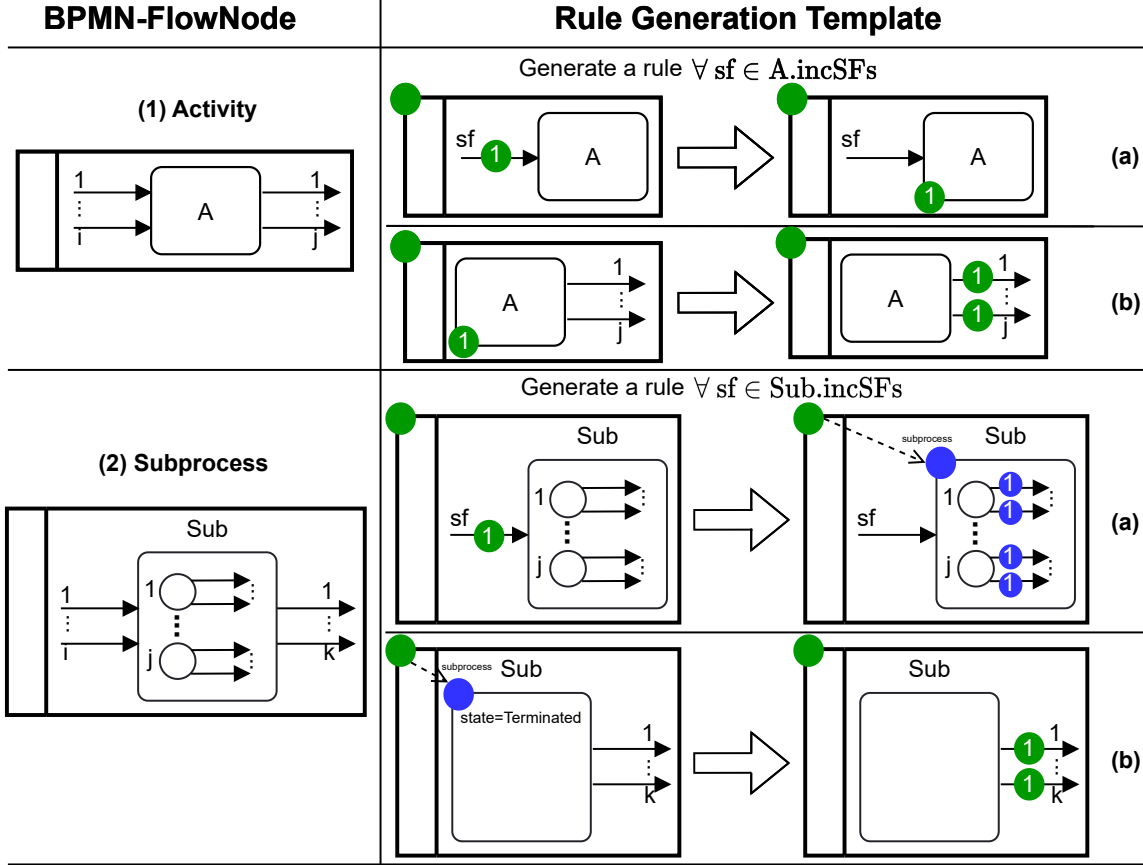 BPMN-FlowNode
Rule Generation Template
(1) Activity
1
i
A
1
j
Generate a rule ∀ sf ∈ A.incSFs
sf
1
A
sf
A
1
(a)
A
1
1
j
A
1
1
1
j
(b)
(2) Subprocess
Sub
1
i
1
j
1
k
Generate a rule ∀ sf ∈ Sub.incSFs
Sub
sf
1
1
j
subprocess
Sub
sf
1
j
1
1
1
1
(a)
subprocess
Sub
state=Terminated
1
k
Sub
1
1
1
k
(b)